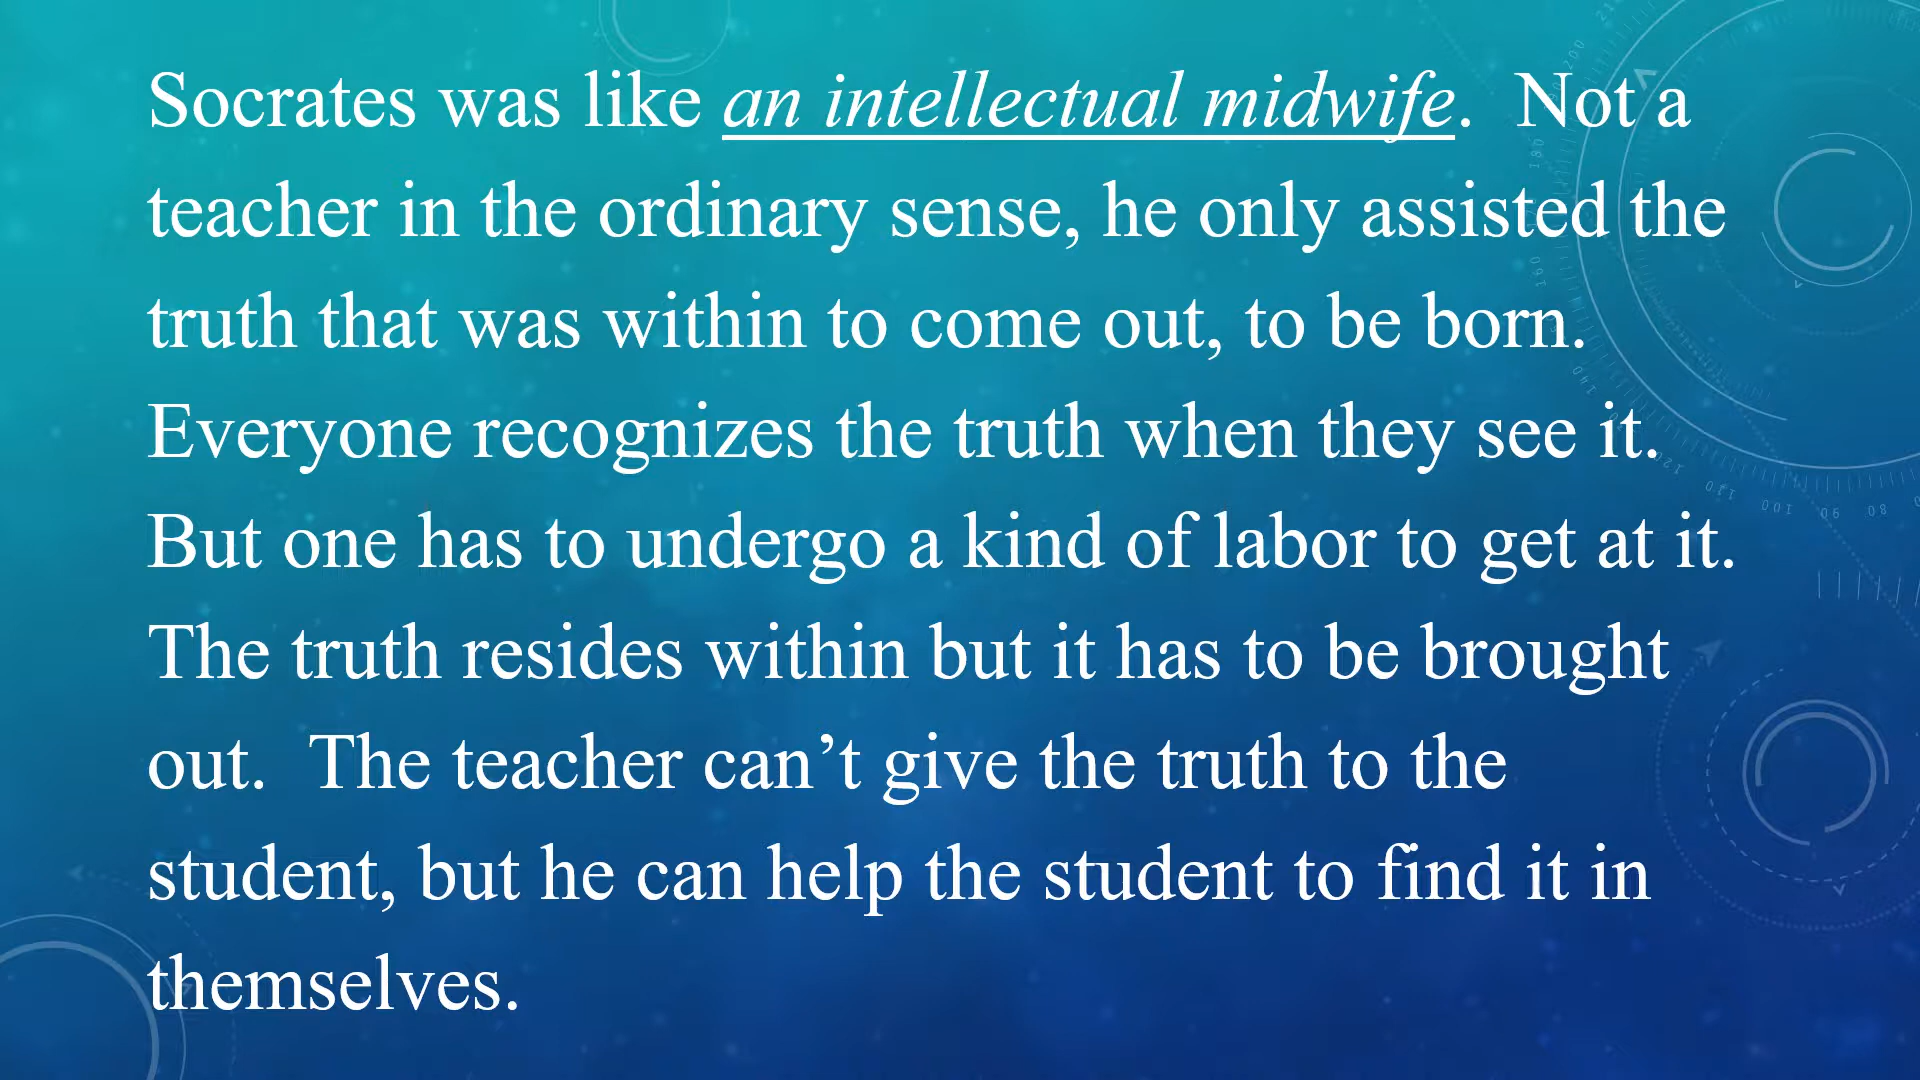 Socrates was like an intellectual midwife.  Not a
teacher in the ordinary sense, he only assisted the
truth that was within to come out, to be born.
Everyone recognizes the truth when they see it.
But one has to undergo a kind of labor to get at it.
The truth resides within but it has to be brought
out.  The teacher can’t give the truth to the
student, but he can help the student to find it in
themselves.